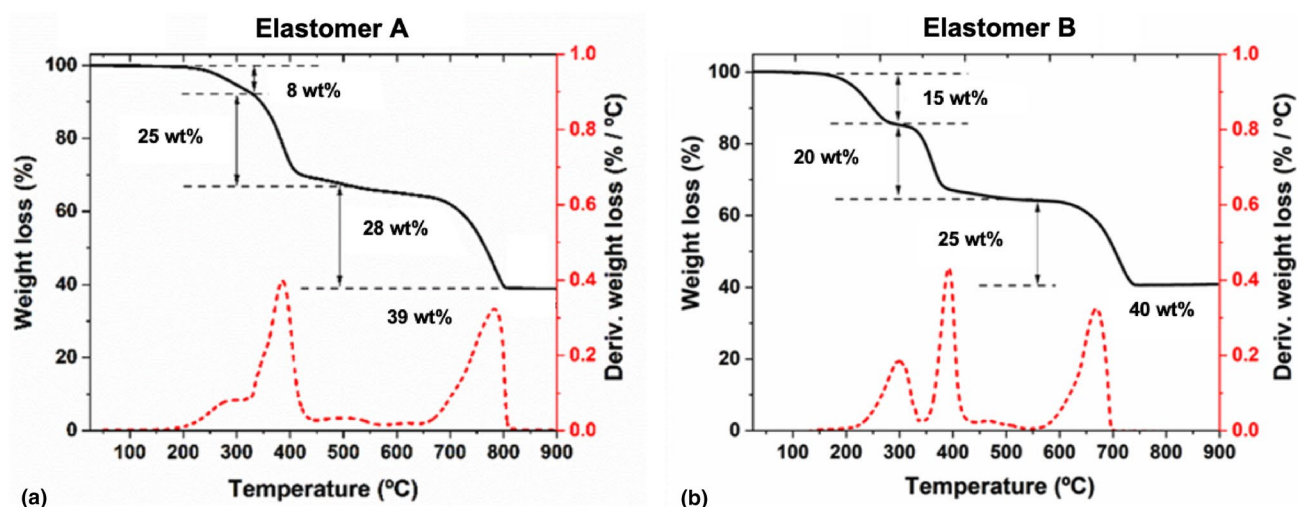 Elastomer A
Weight loss (%)
100
80
60
40
20
0
8 wt%
25 wt%
28 wt%
39 wt%
1.0
0.8
0.6
0.4
0.2
0.0
Deriv. weight loss (% / ºC)
100 200 300 400 500 600 700 800 900
Temperature (ºC)
(a)
Elastomer B
Weight loss (%)
100
80
60
40
20
0
15 wt%
20 wt%
25 wt%
40 wt%
1.0
0.8
0.6
0.4
0.2
0.0
Deriv. weight loss (% / ºC)
100 200 300 400 500 600 700 800 900
Temperature (ºC)
(b)